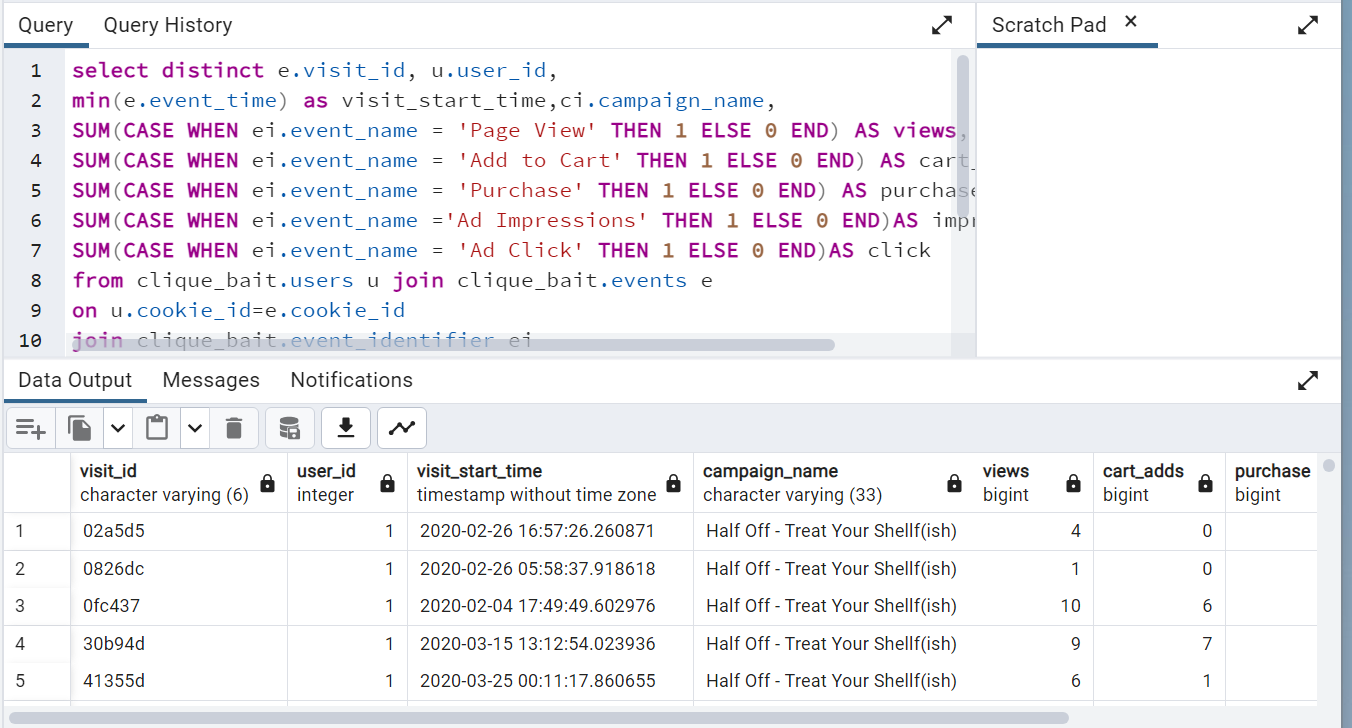 Query Query History Scratch Pad ×
1 select distinct e.visit_id, u.user_id,
2 min(e.event_time) as visit_start_time,ci.campaign_name,
3 SUM(CASE WHEN ei.event_name = 'Page View' THEN 1 ELSE 0 END) AS views,
4 SUM(CASE WHEN ei.event_name = 'Add to Cart' THEN 1 ELSE 0 END) AS cart_
5 SUM(CASE WHEN ei.event_name = 'Purchase' THEN 1 ELSE 0 END) AS purchase
6 SUM(CASE WHEN ei.event_name ='Ad Impressions' THEN 1 ELSE 0 END)AS impr
7 SUM(CASE WHEN ei.event_name = 'Ad Click' THEN 1 ELSE 0 END)AS click
8 from clique_bait.users u join clique_bait.events e
9 on u.cookie_id=e.cookie_id
10 join clique_bait.event_identifier ei
Data Output Messages Notifications
visit_id user_id visit_start_time campaign_name views cart_adds purchase
character varying (6) integer timestamp without time zone character varying (33) bigint bigint bigint
1 02a5d5 1 2020-02-26 16:57:26.260871 Half Off - Treat Your Shellf(ish) 4 0
2 0826dc 1 2020-02-26 05:58:37.918618 Half Off - Treat Your Shellf(ish) 1 0
3 0fc437 1 2020-02-04 17:49:49.602976 Half Off - Treat Your Shellf(ish) 10 6
4 30b94d 1 2020-03-15 13:12:54.023936 Half Off - Treat Your Shellf(ish) 9 7
5 41355d 1 2020-03-25 00:11:17.860655 Half Off - Treat Your Shellf(ish) 6 1